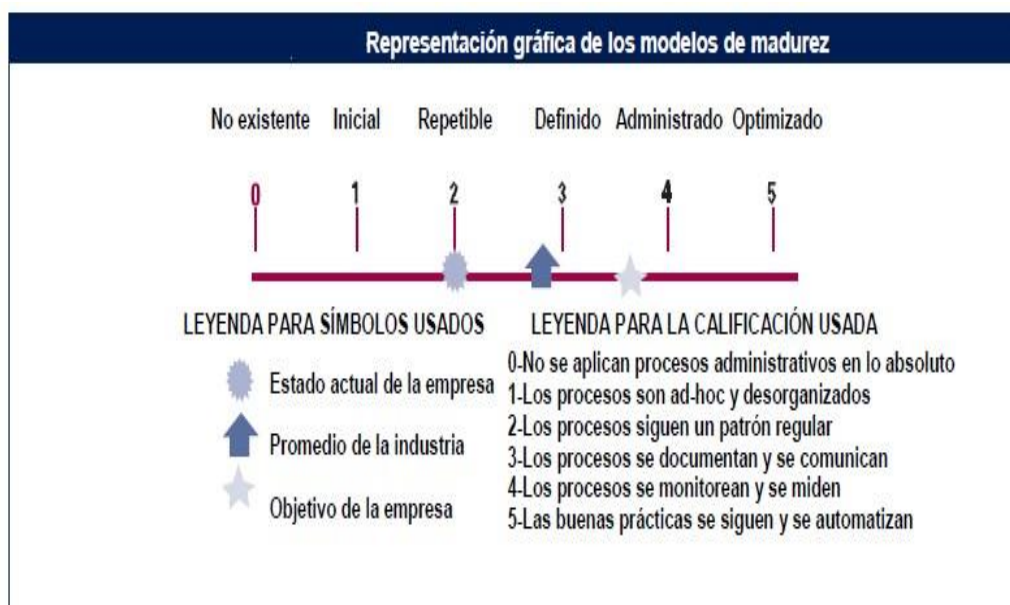 Representación gráfica de los modelos de madurez
No existente Inicial Repetible Definido Administrado Optimizado
0 1 2 3 4 5
LEYENDA PARA SÍMBOLOS USADOS
Estado actual de la empresa
Promedio de la industria
Objetivo de la empresa
LEYENDA PARA LA CALIFICACIÓN USADA
0-No se aplican procesos administrativos en lo absoluto
1-Los procesos son ad-hoc y desorganizados
2-Los procesos siguen un patrón regular
3-Los procesos se documentan y se comunican
4-Los procesos se monitorean y se miden
5-Las buenas prácticas se siguen y se automatizan